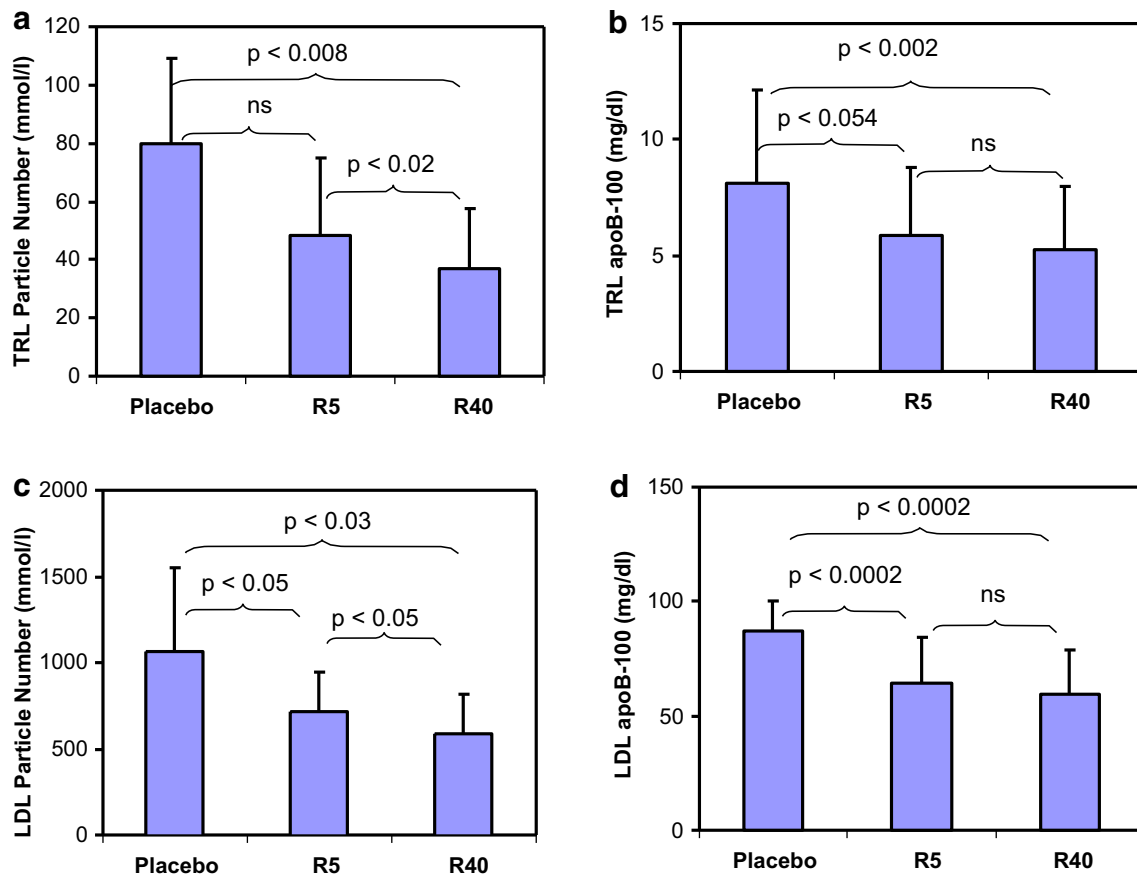 a
TRL Particle Number (mmol/l)
120
100
80
60
40
20
0
p < 0.008
ns
p < 0.02
Placebo R5 R40
b
TRL apoB-100 (mg/dl)
15
10
5
0
p < 0.002
p < 0.054
ns
Placebo R5 R40
c
LDL Particle Number (mmol/l)
2000
1500
1000
500
0
p < 0.03
p < 0.05
p < 0.05
Placebo R5 R40
d
LDL apoB-100 (mg/dl)
150
100
50
0
p < 0.0002
p < 0.0002
ns
Placebo R5 R40